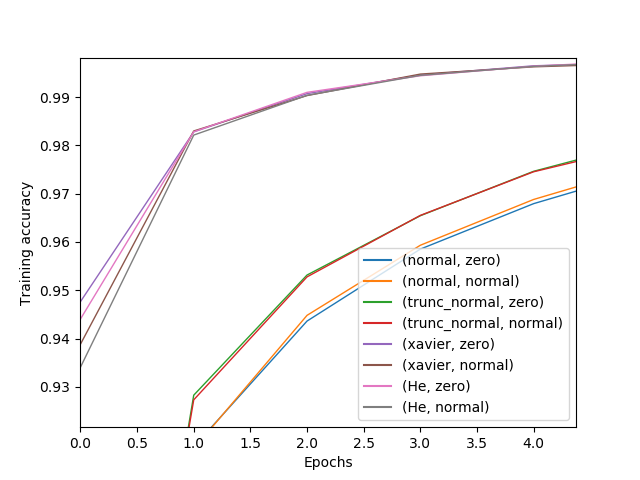 0.99
0.98
0.97
0.96
0.95
0.94
0.93
Training accuracy
(normal, zero)
(normal, normal)
(trunc_normal, zero)
(trunc_normal, normal)
(xavier, zero)
(xavier, normal)
(He, zero)
(He, normal)
0.0 0.5 1.0 1.5 2.0 2.5 3.0 3.5 4.0
Epochs